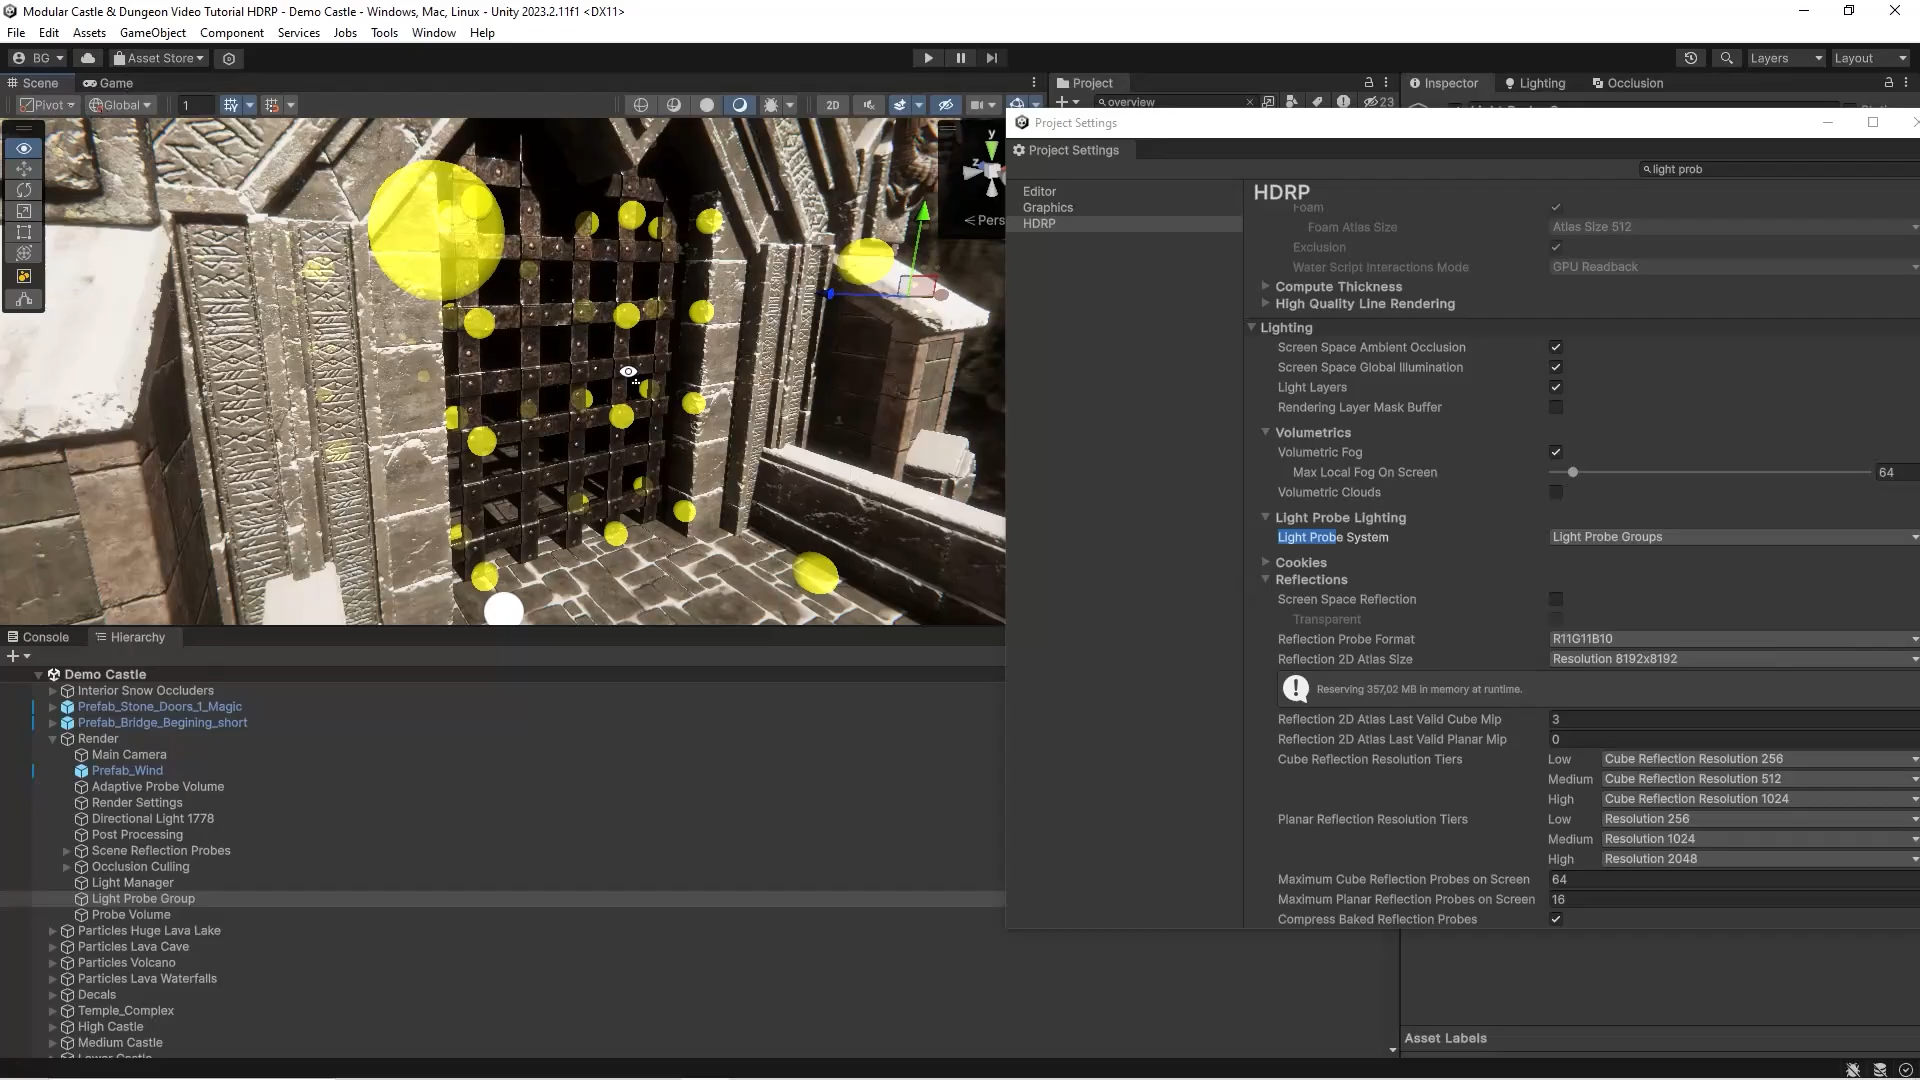 Modular Castle & Dungeon Video Tutorial HDRP - Demo Castle - Windows, Mac, Linux - Unity 2023.2.11f1 <DX11>
File Edit Assets GameObject Component Services Jobs Tools Window Help
BG Asset Store Layers Layout
Scene Game Project Inspector Lighting Occlusion
Pivot Global 1 2D overview 23
Project Settings
Project Settings
light prob
y
z
Pers
Editor
Graphics
HDRP
HDRP
Foam
Foam Atlas Size Atlas Size 512
Exclusion
Water Script Interactions Mode GPU Readback
Compute Thickness
High Quality Line Rendering
Lighting
Screen Space Ambient Occlusion
Screen Space Global Illumination
Light Layers
Rendering Layer Mask Buffer
Volumetrics
Volumetric Fog
Max Local Fog On Screen 64
Volumetric Clouds
Light Probe Lighting
Light Probe System Light Probe Groups
Cookies
Reflections
Screen Space Reflection
Transparent
Reflection Probe Format R11G11B10
Reflection 2D Atlas Size Resolution 8192x8192
Reserving 357,02 MB in memory at runtime.
Reflection 2D Atlas Last Valid Cube Mip 3
Reflection 2D Atlas Last Valid Planar Mip 0
Cube Reflection Resolution Tiers Low Cube Reflection Resolution 256
Medium Cube Reflection Resolution 512
High Cube Reflection Resolution 1024
Planar Reflection Resolution Tiers Low Resolution 256
Medium Resolution 1024
High Resolution 2048
Maximum Cube Reflection Probes on Screen 64
Maximum Planar Reflection Probes on Screen 16
Compress Baked Reflection Probes
Console Hierarchy
Demo Castle
Interior Snow Occluders
Prefab_Stone_Doors_1_Magic
Prefab_Bridge_Begining_short
Render
Main Camera
Prefab_Wind
Adaptive Probe Volume
Render Settings
Directional Light 1778
Post Processing
Scene Reflection Probes
Occlusion Culling
Light Manager
Light Probe Group
Probe Volume
Particles Huge Lava Lake
Particles Lava Cave
Particles Volcano
Particles Lava Waterfalls
Decals
Temple_Complex
High Castle
Medium Castle
Asset Labels